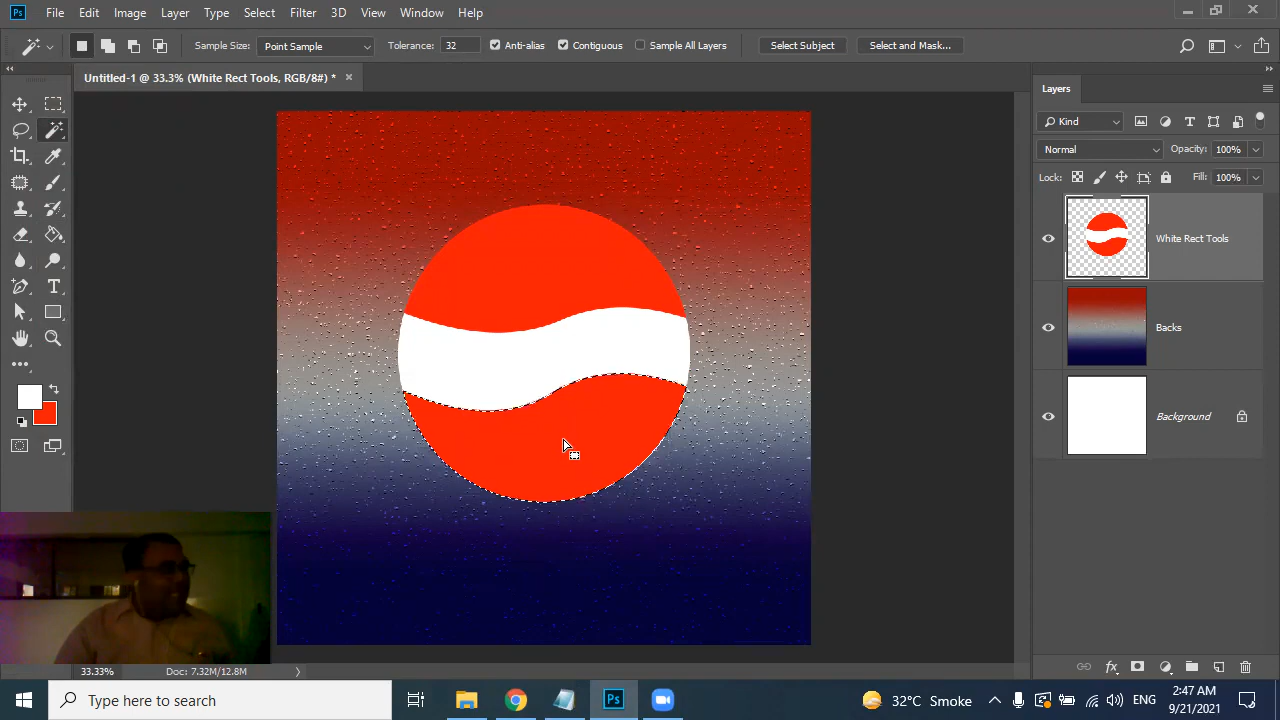 Ps File Edit Image Layer Type Select Filter 3D View Window Help
Sample Size: Point Sample Tolerance: 32 Anti-alias Contiguous Sample All Layers Select Subject Select and Mask...
Untitled-1 @ 33.3% (White Rect Tools, RGB/8#) * ×
Layers
Kind
Normal Opacity: 100%
Lock: Fill: 100%
White Rect Tools
Backs
Background
33.33% Doc: 7.32M/12.8M
Type here to search
Ps
32°C Smoke
ENG
2:47 AM
9/21/2021